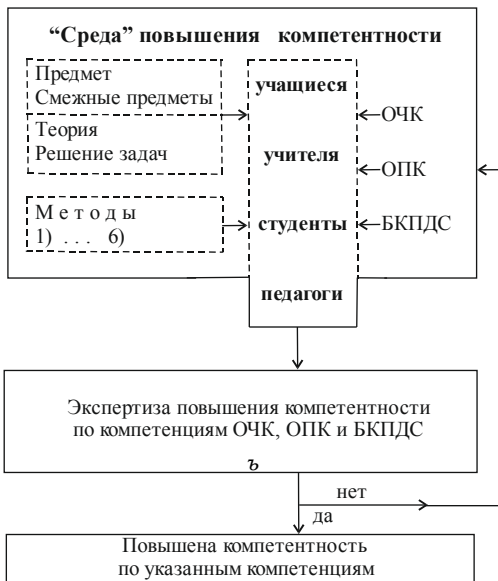 “Среда” повышения компетентности
Предмет
Смежные предметы
Теория
Решение задач
Методы
1) . . . 6)
учащиеся
учителя
студенты
педагоги
ОЧК
ОПК
БКПДС
Экспертиза повышения компетентности
по компетенциям ОЧК, ОПК и БКПДС
ъ
нет
да
Повышена компетентность
по указанным компетенциям